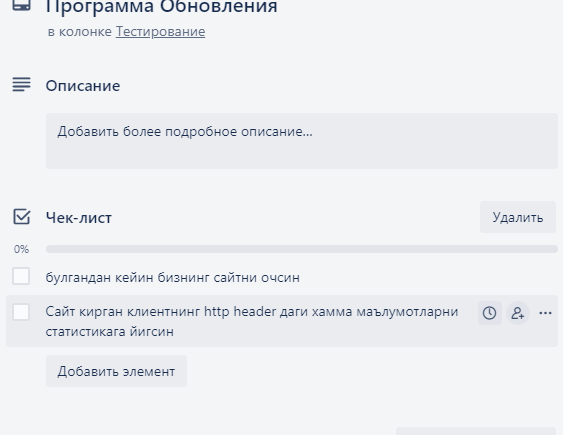 Программа Обновления
в колонке Тестирование
Описание
Добавить более подробное описание...
Чек-лист
Удалить
0%
булгандан кейин бизнинг сайтни очсин
Сайт кирган клиентнинг http header даги хамма маълумотларни
статистикага йигсин
Добавить элемент